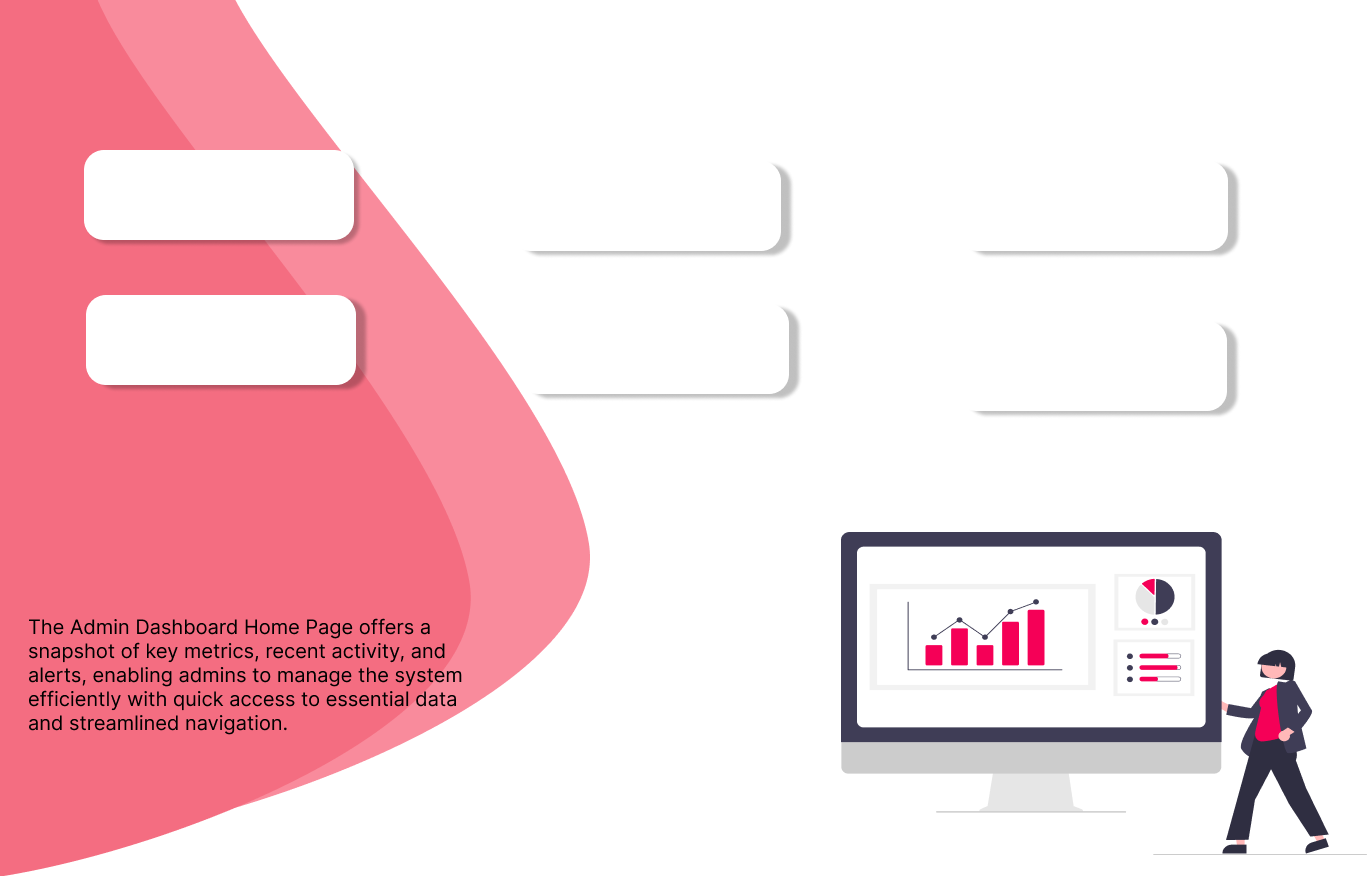 The Admin Dashboard Home Page offers a
snapshot of key metrics, recent activity, and
alerts, enabling admins to manage the system
efficiently with quick access to essential data
and streamlined navigation.